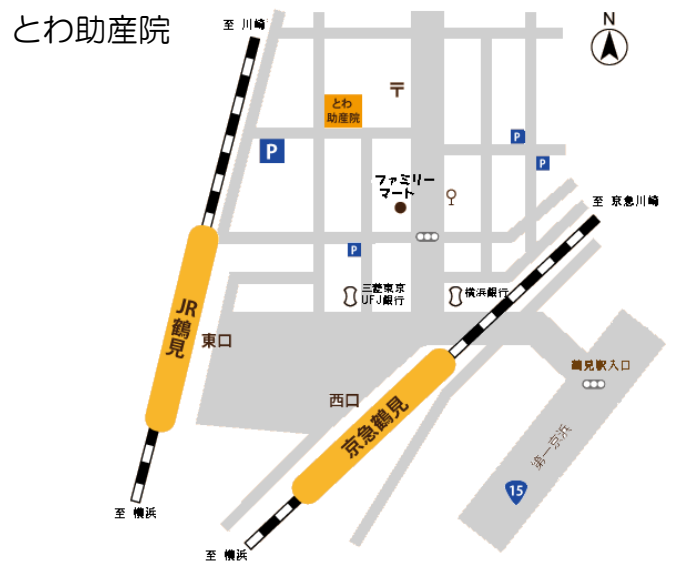 とわ助産院
至 川崎
N
〒
とわ
助産院
P
P
P
ファミリー
マート
至 京急川崎
P
三菱東京
UFJ銀行
横浜銀行
JR鶴見
東口
鶴見駅入口
西口
京急鶴見
第一京浜
15
至 横浜
至 横浜